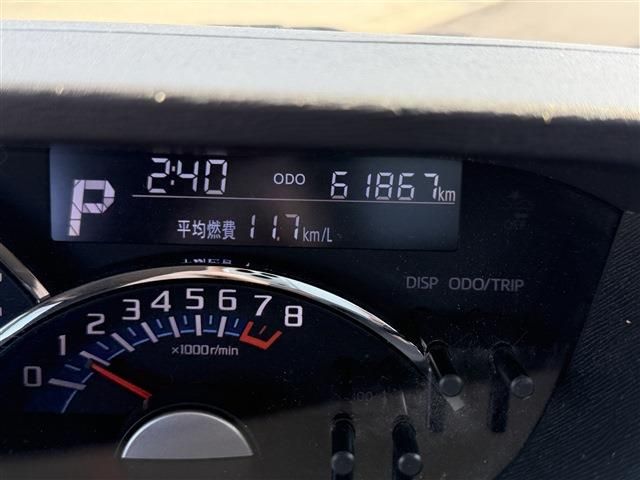 P 2:40 ODO 61867km
平均燃費 11.7km/L
DISP ODO/TRIP
0 1 2 3 4 5 6 7 8
×1000r/min